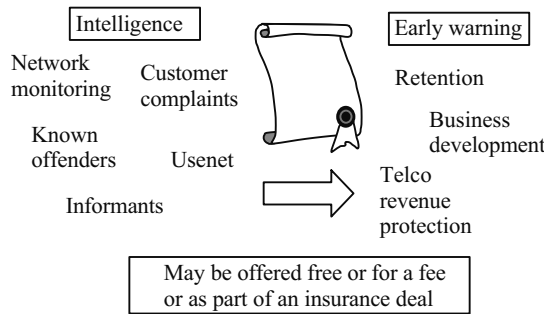 Intelligence
Early warning
Network
monitoring
Customer
complaints
Retention
Known
offenders
Usenet
Business
development
Informants
Telco
revenue
protection
May be offered free or for a fee
or as part of an insurance deal